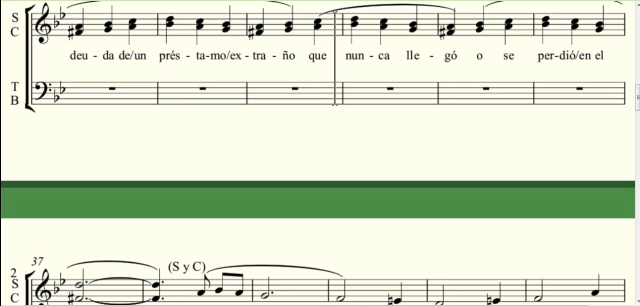 S
C
deu - da de/un prés - ta-mo/ex - tra - ño que nun - ca lle - gó o se per-dió/en el
T
B
37
(S y C)
2
S
C